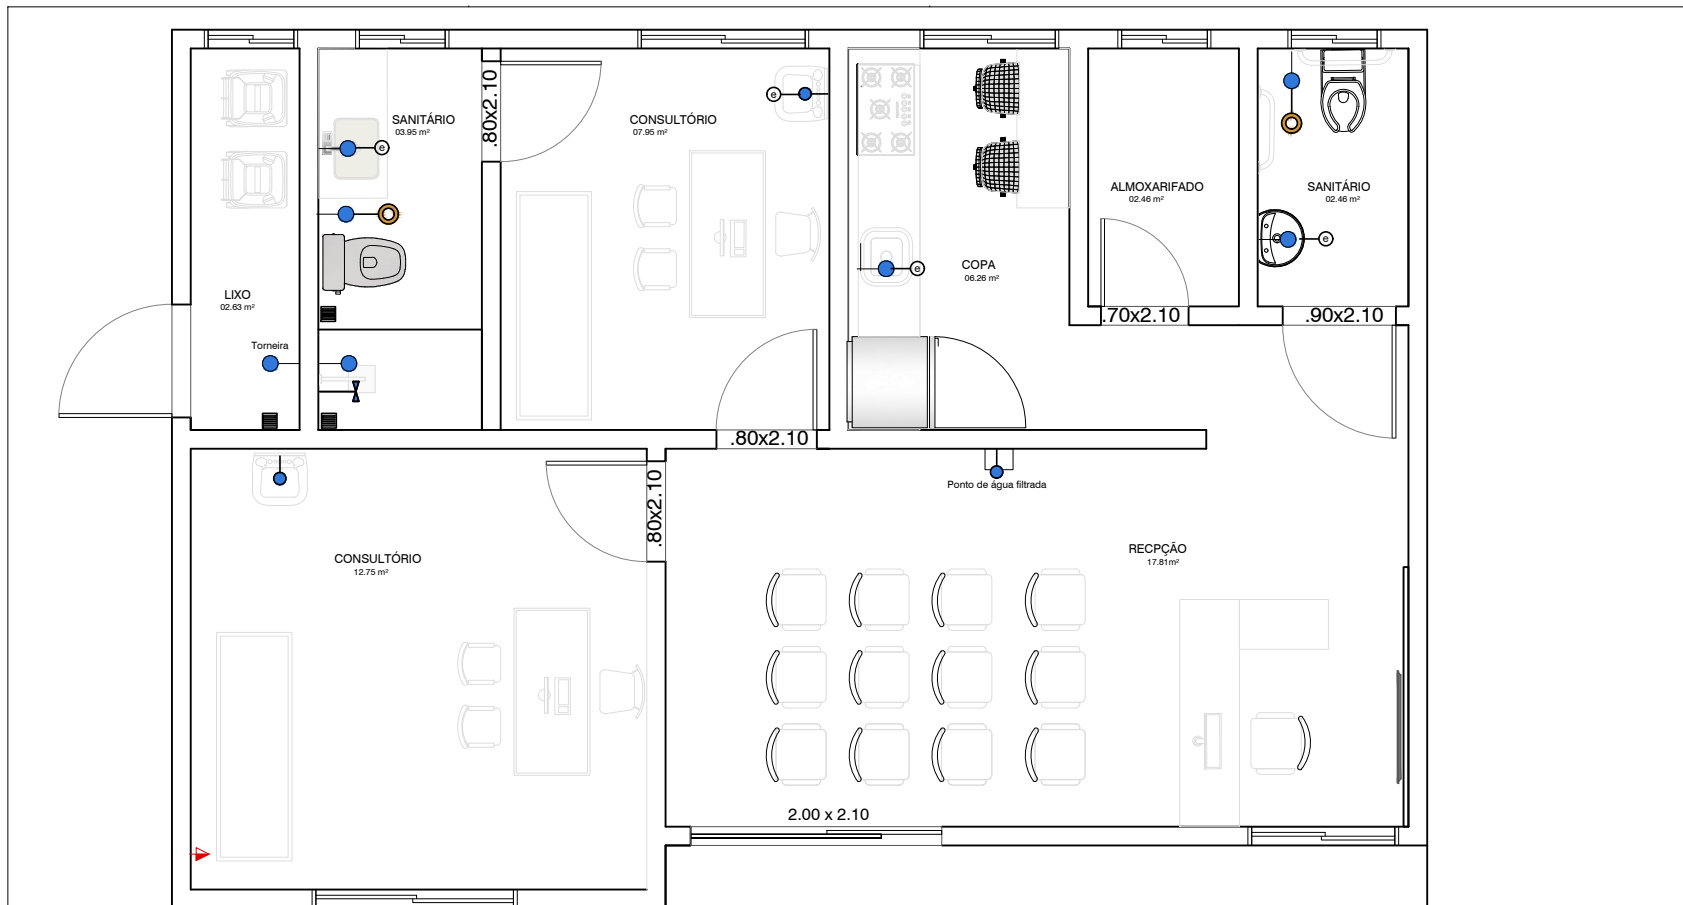 SANITÁRIO
03.95 m²
.80x2.10
CONSULTÓRIO
07.95 m²
e
e
ALMOXARIFADO
02.46 m²
SANITÁRIO
02.46 m²
e
COPA
06.26 m²
e
LIXO
02.63 m²
.70x2.10
.90x2.10
Torneira
.80x2.10
.80x2.10
Ponto de água filtrada
CONSULTÓRIO
12.75 m²
RECPÇÃO
17.81m²
2.00 x 2.10